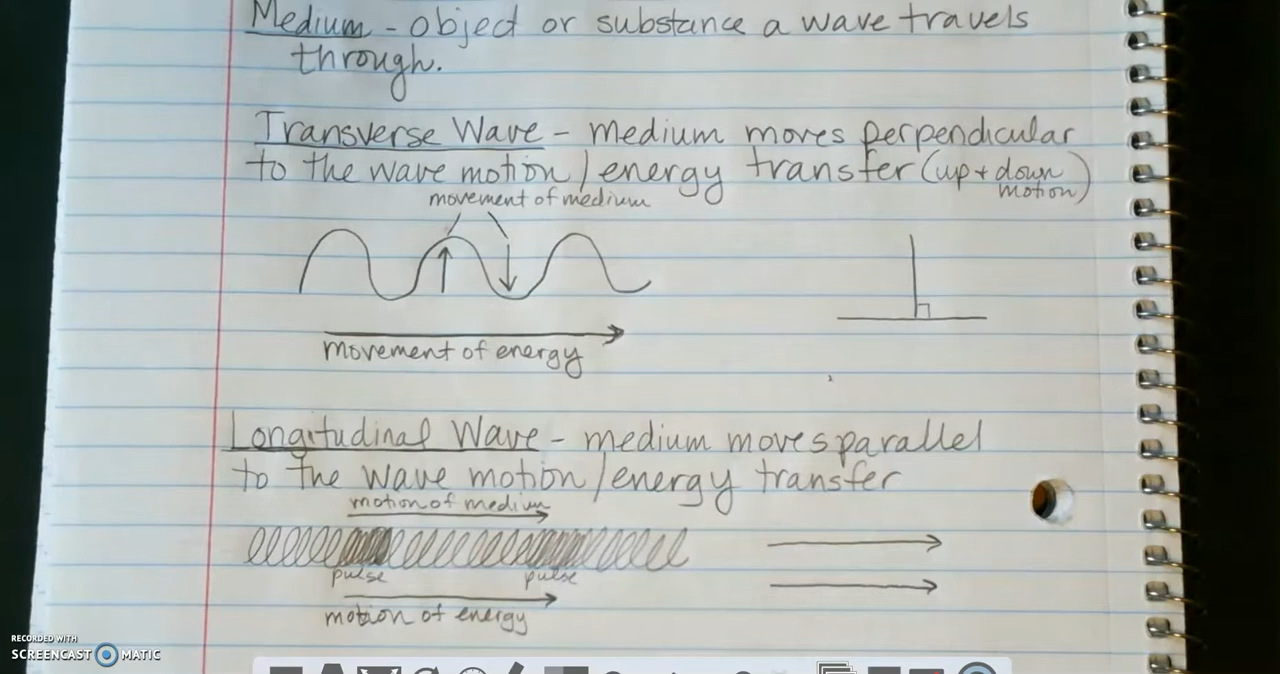 Medium - object or substance a wave travels
through.
Transverse Wave - medium moves perpendicular
to the wave motion/energy transfer (up + down
motion)
movement of medium
movement of energy
Longitudinal Wave - medium moves parallel
to the wave motion/energy transfer
motion of medium
pulse pulse
motion of energy
RECORDED WITH
SCREENCAST MATIC